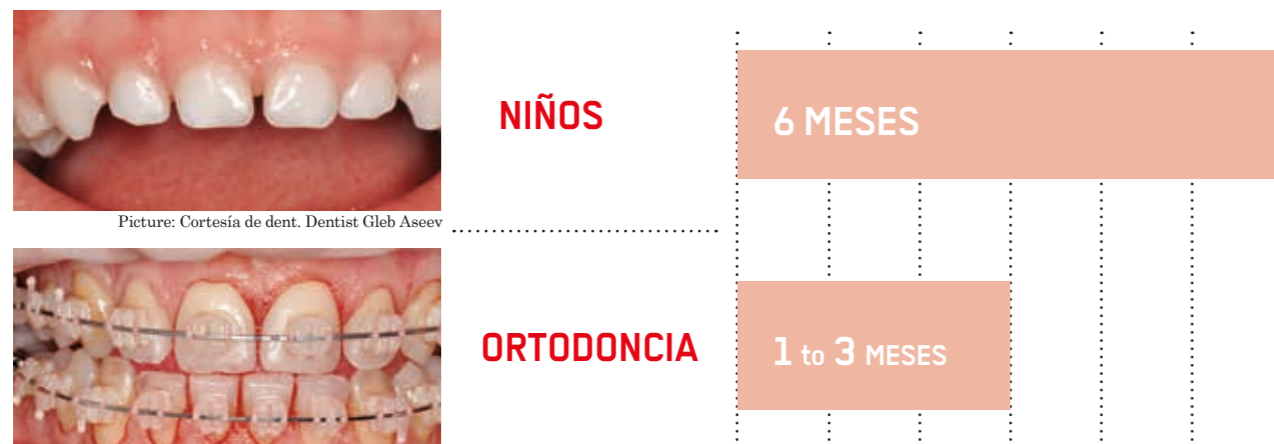 NIÑOS
6 MESES
Picture: Cortesía de dent. Dentist Gleb Aseev
ORTODONCIA
1 to 3 MESES